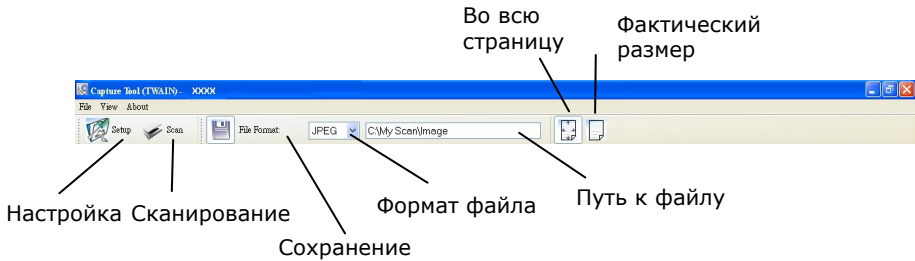 Во всю
страницу
Фактический
размер
Capture Tool (TWAIN) - XXXX
File View About
Setup Scan File Format: JPEG C:\My Scan\Image
Настройка Сканирование Формат файла Путь к файлу
Сохранение